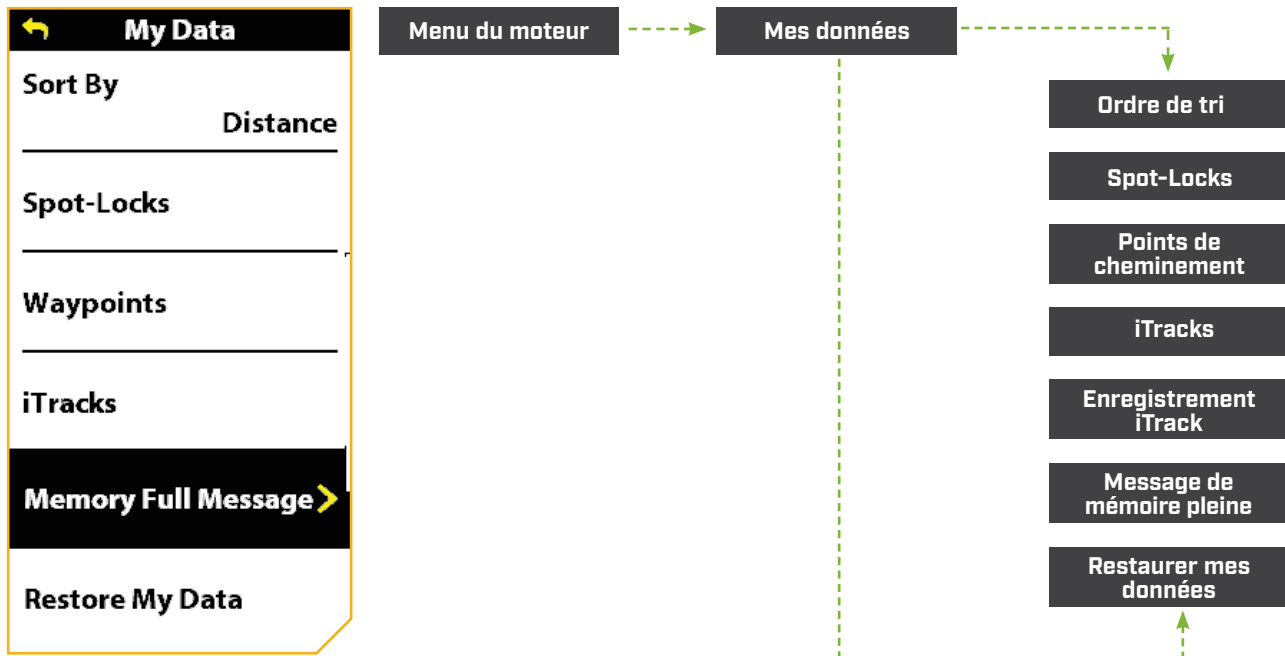 My Data
Sort By
Distance
Spot-Locks
Waypoints
iTracks
Memory Full Message
Restore My Data
Menu du moteur
Mes données
Ordre de tri
Spot-Locks
Points de
cheminement
iTracks
Enregistrement
iTrack
Message de
mémoire pleine
Restaurer mes
données